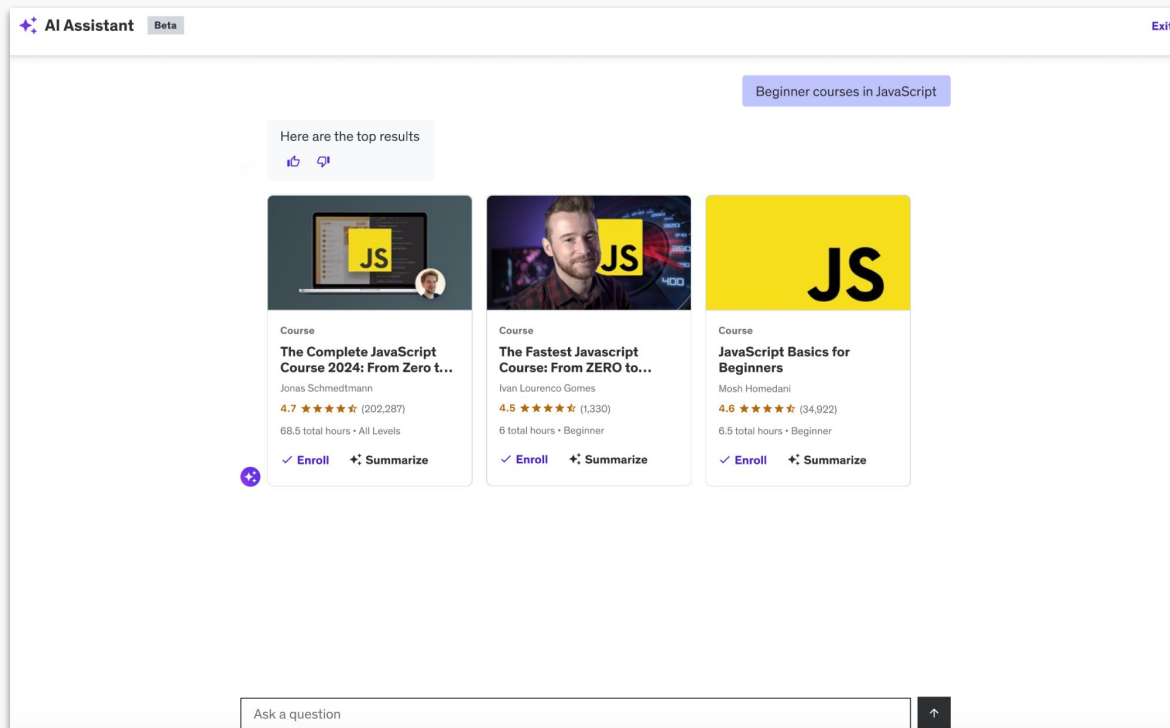 AI Assistant Beta Exit
Beginner courses in JavaScript
Here are the top results
JS
Course
The Complete JavaScript
Course 2024: From Zero t...
Jonas Schmedtmann
4.7 (202,287)
68.5 total hours • All Levels
Enroll Summarize
JS
400
Course
The Fastest Javascript
Course: From ZERO to...
Ivan Lourenco Gomes
4.5 (1,330)
6 total hours • Beginner
Enroll Summarize
JS
Course
JavaScript Basics for
Beginners
Mosh Homedani
4.6 (34,922)
6.5 total hours • Beginner
Enroll Summarize
Ask a question